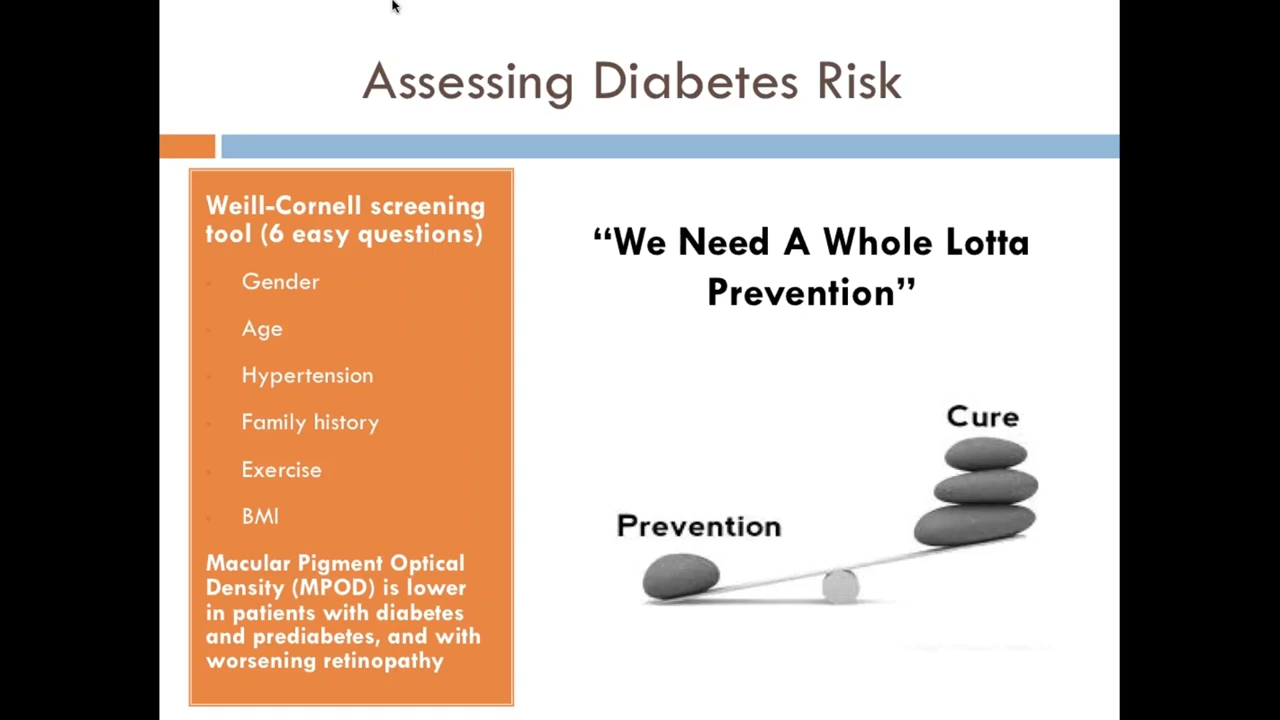 Assessing Diabetes Risk
Weill-Cornell screening
tool (6 easy questions)
Gender
Age
Hypertension
Family history
Exercise
BMI
Macular Pigment Optical
Density (MPOD) is lower
in patients with diabetes
and prediabetes, and with
worsening retinopathy
“We Need A Whole Lotta
Prevention”
Cure
Prevention